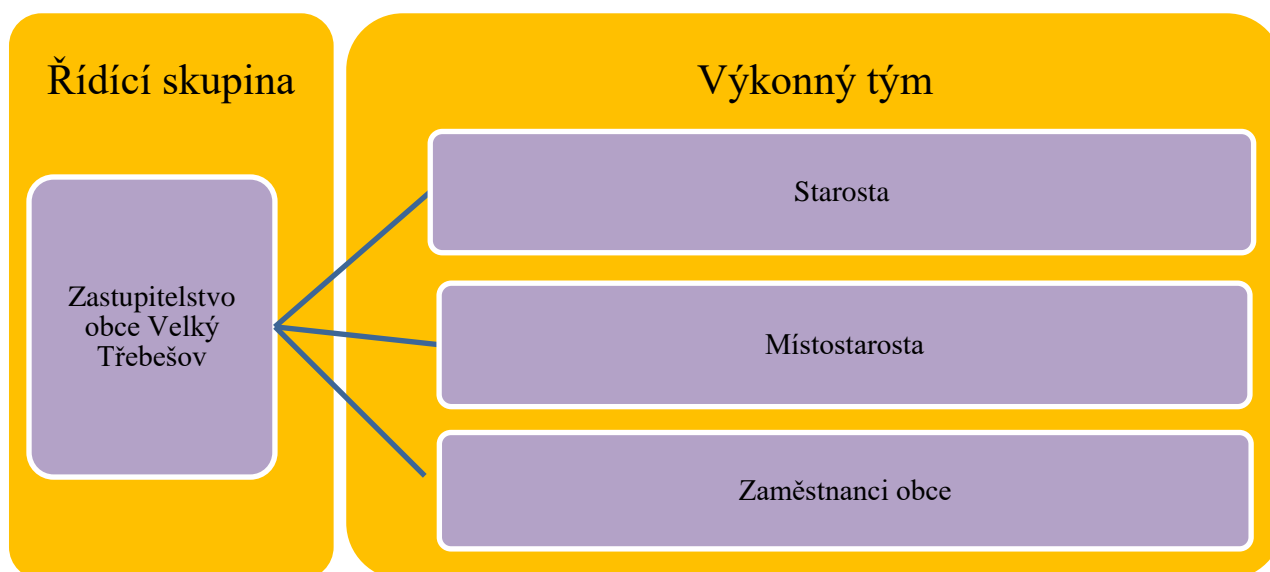 Řídící skupina
Zastupitelstvo
obce Velký
Třebešov
Výkonný tým
Starosta
Místostarosta
Zaměstnanci obce